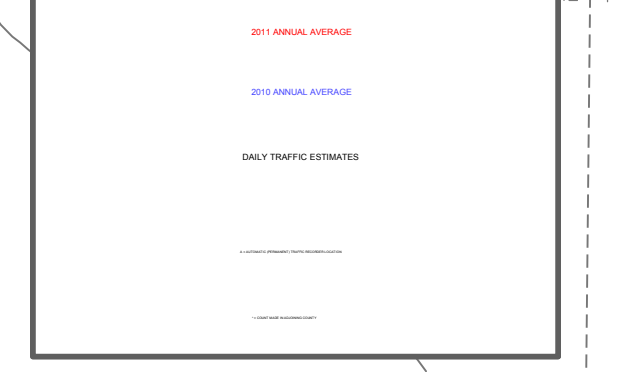 2011 ANNUAL AVERAGE
2010 ANNUAL AVERAGE
DAILY TRAFFIC ESTIMATES
= AUTOMATIC (PERMANENT) TRAFFIC RECORDER LOCATION
* = COUNT MADE IN ADJOINING COUNTY